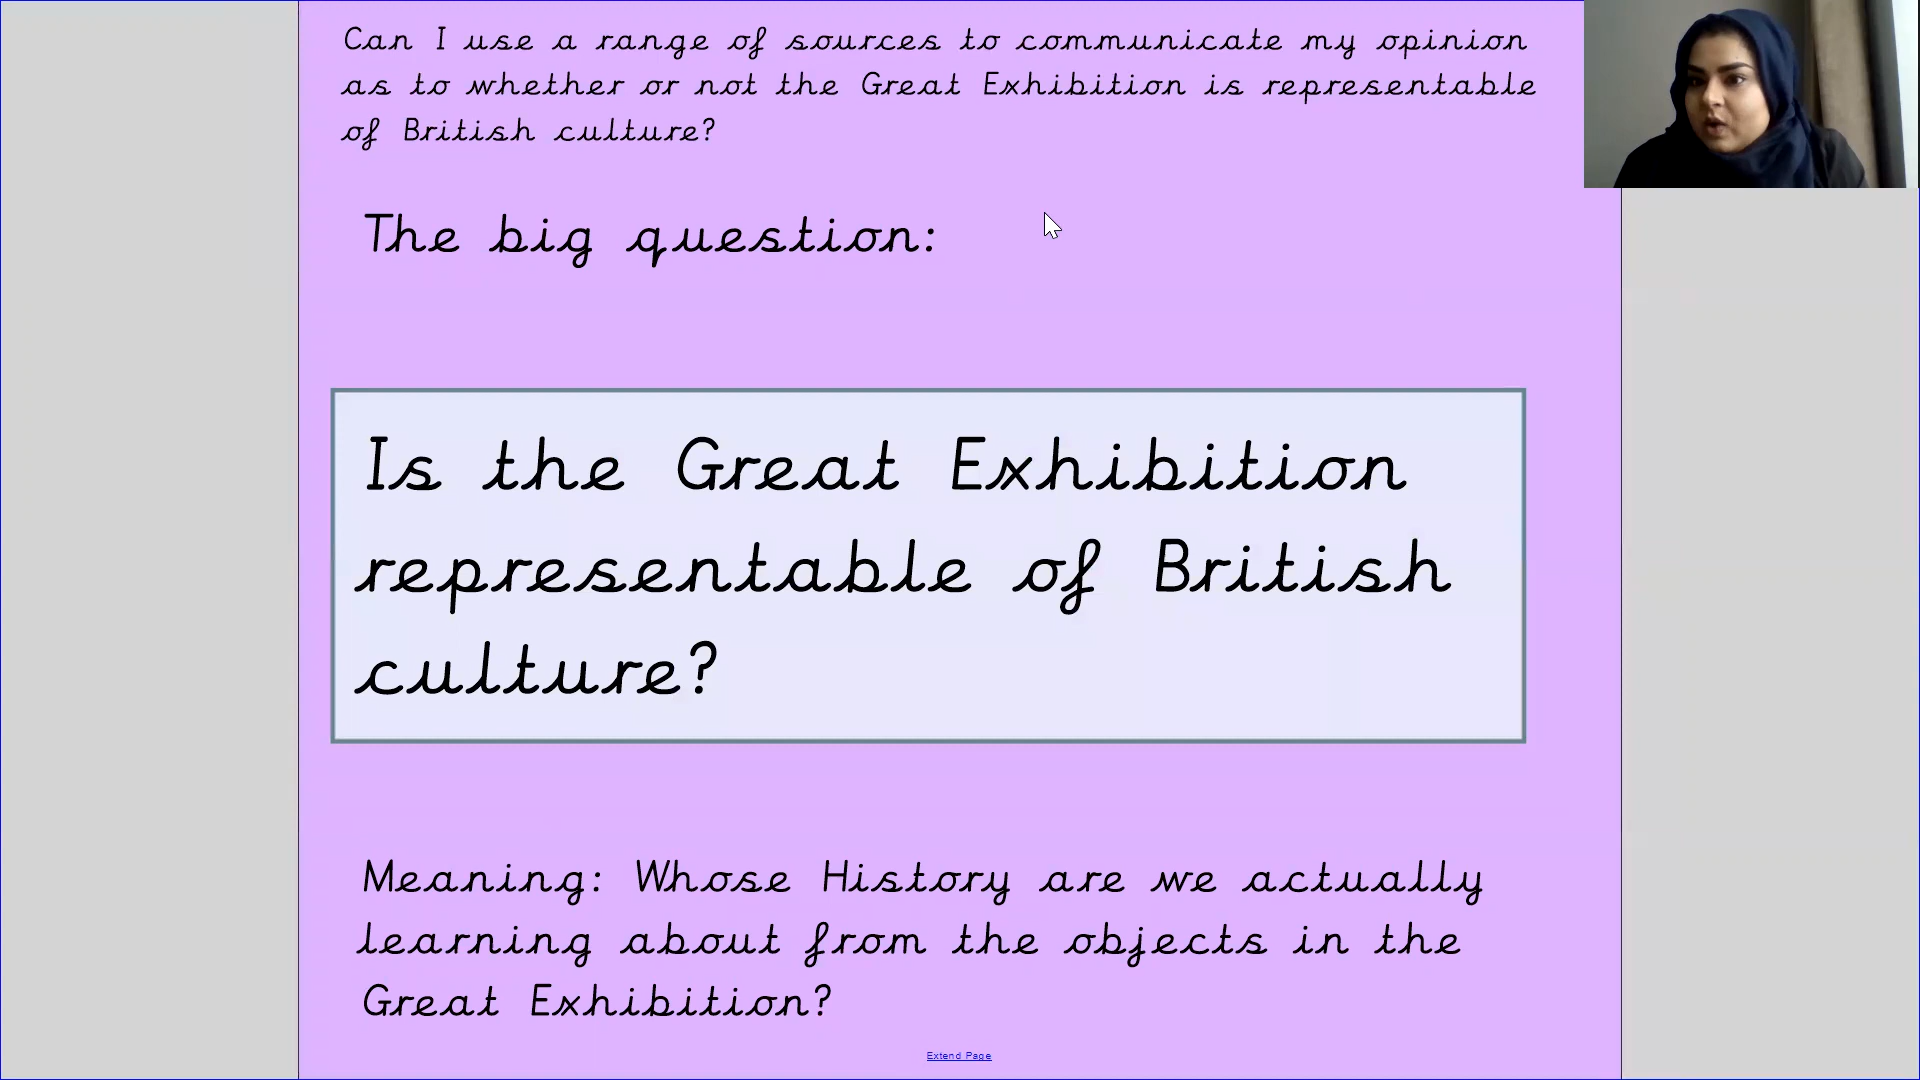 Can I use a range of sources to communicate my opinion
as to whether or not the Great Exhibition is representable
of British culture?
The big question:
Is the Great Exhibition
representable of British
culture?
Meaning: Whose History are we actually
learning about from the objects in the
Great Exhibition?
Extend Page